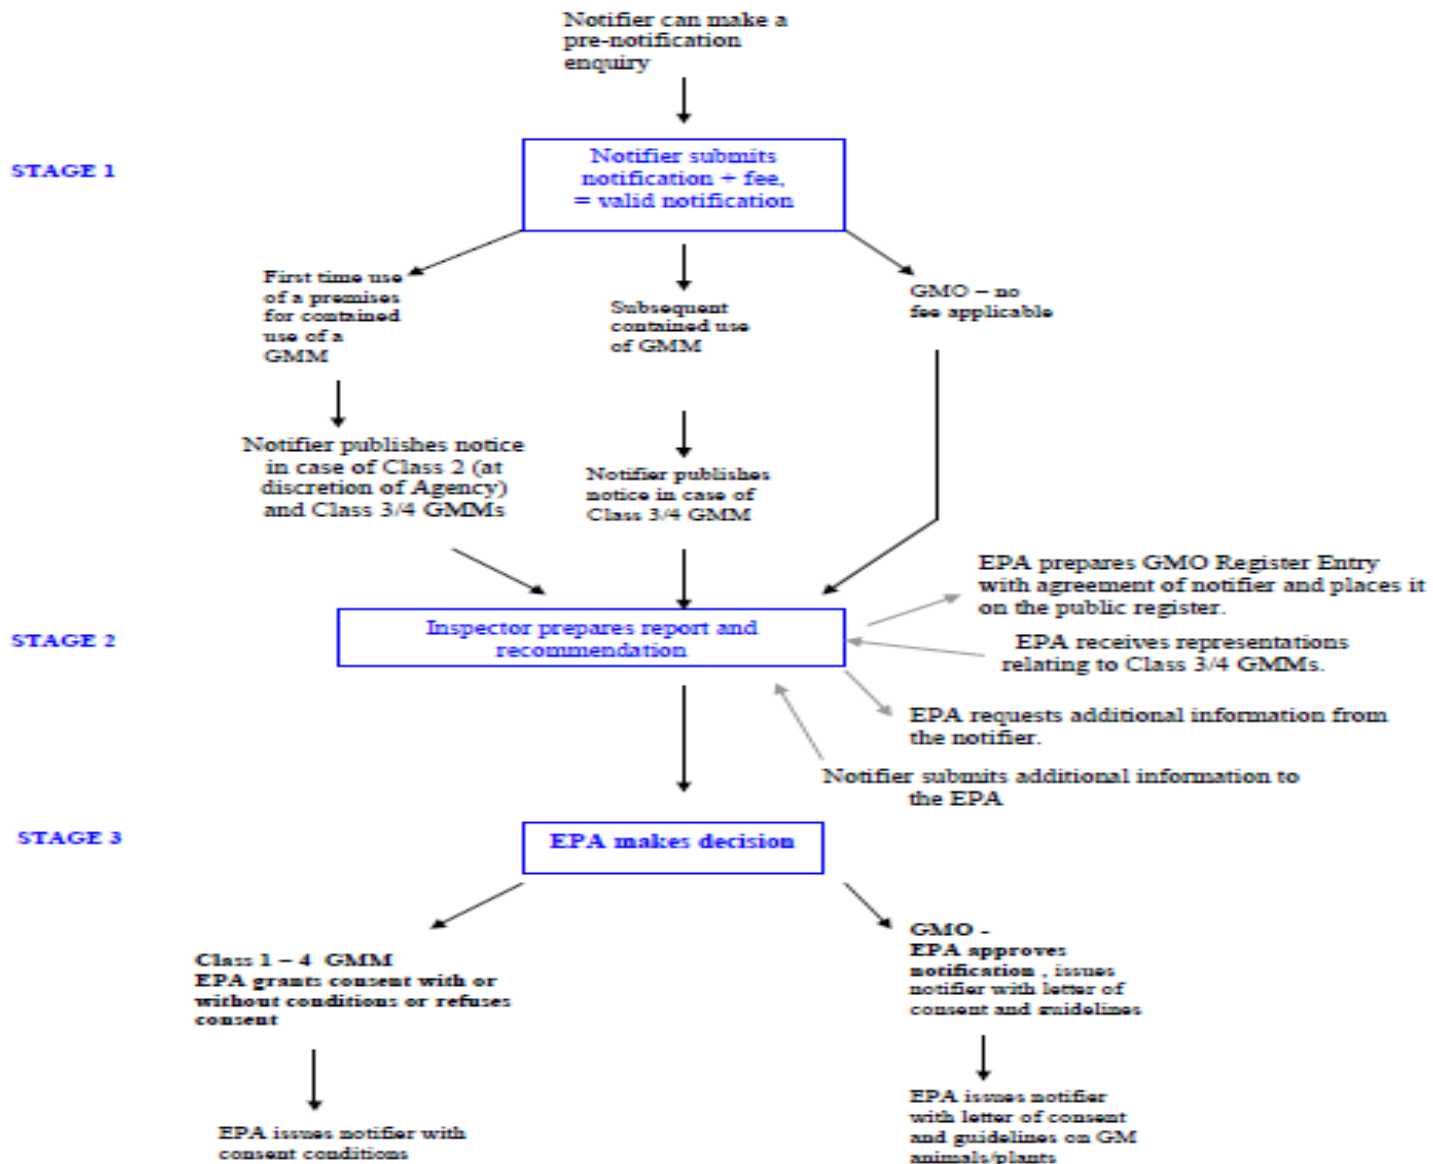 Notifier can make a
pre-notification
enquiry
STAGE 1
Notifier submits
notification + fee,
= valid notification
First time use
of a premises
for contained
use of a
GMM
Subsequent
contained use
of GMM
GMO – no
fee applicable
Notifier publishes notice
in case of Class 2 (at
discretion of Agency)
and Class 3/4 GMMs
Notifier publishes
notice in case of
Class 3/4 GMM
STAGE 2
Inspector prepares report and
recommendation
EPA prepares GMO Register Entry
with agreement of notifier and places it
on the public register.
EPA receives representations
relating to Class 3/4 GMMs.
EPA requests additional information from
the notifier.
Notifier submits additional information to
the EPA
STAGE 3
EPA makes decision
Class 1 – 4 GMM
EPA grants consent with or
without conditions or refuses
consent
GMO -
EPA approves
notification , issues
notifier with letter of
consent and guidelines
EPA issues notifier with
consent conditions
EPA issues notifier
with letter of consent
and guidelines on GM
animals/plants